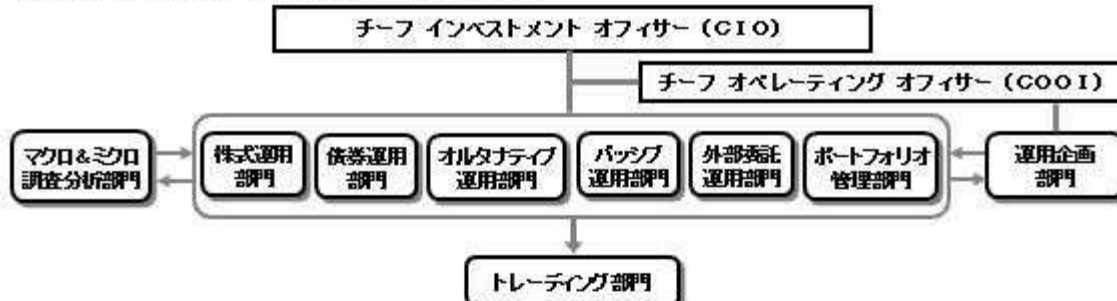 チーフ インベストメント オフィサー (CIO)
チーフ オペレーティング オフィサー (COOI)
マクロ&ミクロ
調査分析部門
株式運用
部門
債券運用
部門
オルタナティブ
運用部門
パッシブ
運用部門
外部委託
運用部門
ポートフォリオ
管理部門
運用企画
部門
トレーディング部門